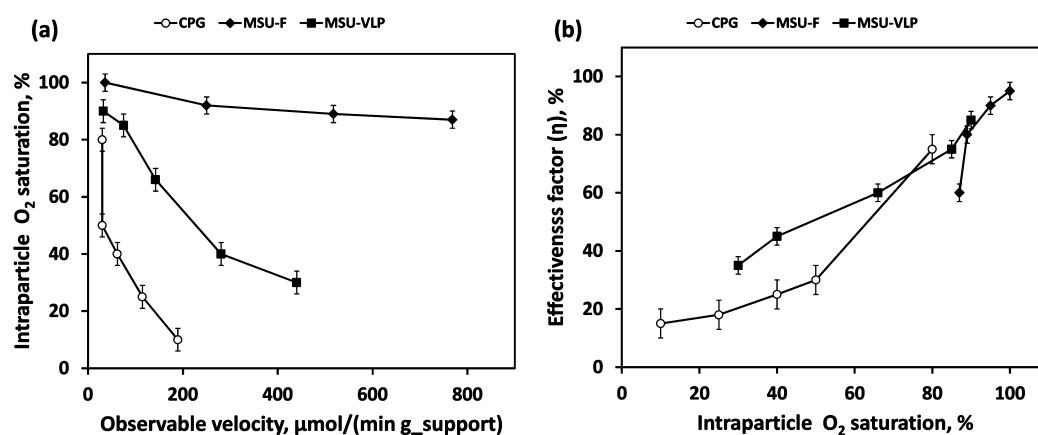 CPG MSU-F MSU-VLP
(a)
Intraparticle O2 saturation, %
100
80
60
40
20
0
0 200 400 600 800
Observable velocity, μmol/(min g_support)
CPG MSU-F MSU-VLP
(b)
Effectivensss factor (η), %
100
80
60
40
20
0
0 20 40 60 80 100
Intraparticle O2 saturation, %